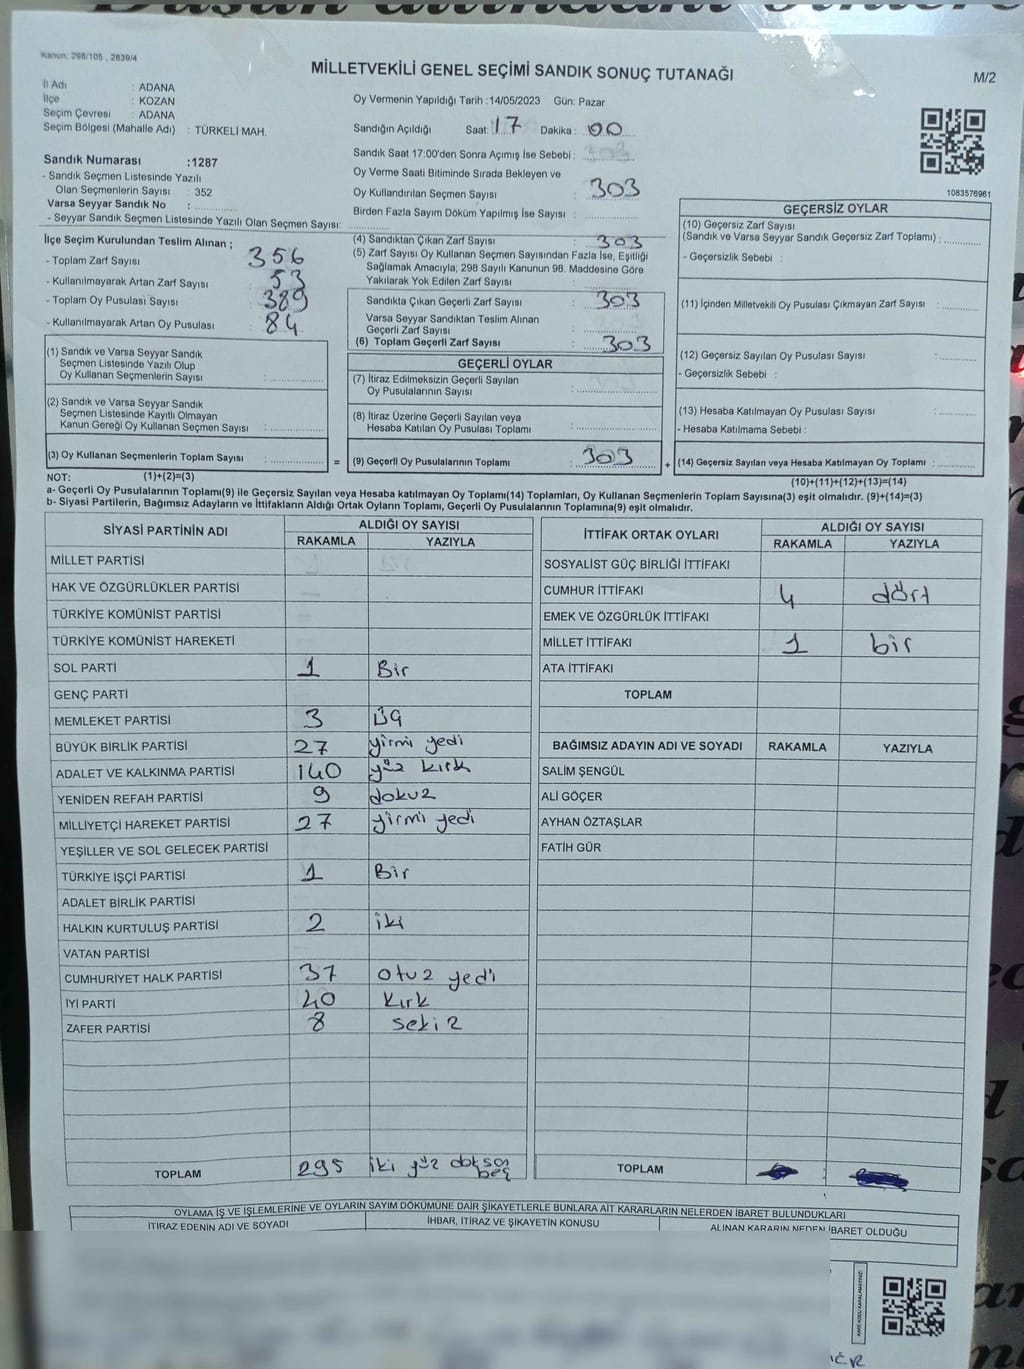 Kanun: 298/105 , 2839/4
MİLLETVEKİLİ GENEL SEÇİMİ SANDIK SONUÇ TUTANAĞI
M/2
İl Adı : ADANA
İlçe : KOZAN
Seçim Çevresi : ADANA
Seçim Bölgesi (Mahalle Adı) : TÜRKELİ MAH.
Sandık Numarası :1287
- Sandık Seçmen Listesinde Yazılı
Olan Seçmenlerin Sayısı : 352
Varsa Seyyar Sandık No :
- Seyyar Sandık Seçmen Listesinde Yazılı Olan Seçmen Sayısı:
Oy Vermenin Yapıldığı Tarih :14/05/2023 Gün: Pazar
Sandığın Açıldığı Saat: 17 Dakika : 00
Sandık Saat 17:00'den Sonra Açımış İse Sebebi :
Oy Verme Saati Bitiminde Sırada Bekleyen ve
Oy Kullandırılan Seçmen Sayısı : 303
Birden Fazla Sayım Döküm Yapılmış İse Sayısı :
1083576961
İlçe Seçim Kurulundan Teslim Alınan ;
- Toplam Zarf Sayısı 356
- Kullanılmayarak Artan Zarf Sayısı : 53
- Toplam Oy Pusulası Sayısı : 389
- Kullanılmayarak Artan Oy Pusulası : 84
(1) Sandık ve Varsa Seyyar Sandık
Seçmen Listesinde Yazılı Olup
Oy Kullanan Seçmenlerin Sayısı :
(2) Sandık ve Varsa Seyyar Sandık
Seçmen Listesinde Kayıtlı Olmayan
Kanun Gereği Oy Kullanan Seçmen Sayısı :
(3) Oy Kullanan Seçmenlerin Toplam Sayısı :
=
(4) Sandıktan Çıkan Zarf Sayısı : 303
(5) Zarf Sayısı Oy Kullanan Seçmen Sayısından Fazla İse, Eşitliği
Sağlamak Amacıyla; 298 Sayılı Kanunun 98. Maddesine Göre
Yakılarak Yok Edilen Zarf Sayısı :
Sandıkta Çıkan Geçerli Zarf Sayısı : 303
Varsa Seyyar Sandıktan Teslim Alınan
Geçerli Zarf Sayısı :
(6) Toplam Geçerli Zarf Sayısı : 303
GEÇERLİ OYLAR
(7) İtiraz Edilmeksizin Geçerli Sayılan
Oy Pusulalarının Sayısı :
(8) İtiraz Üzerine Geçerli Sayılan veya
Hesaba Katılan Oy Pusulası Toplamı :
(9) Geçerli Oy Pusulalarının Toplamı : 303
+
GEÇERSİZ OYLAR
(10) Geçersiz Zarf Sayısı
(Sandık ve Varsa Seyyar Sandık Geçersiz Zarf Toplamı) :
- Geçersizlik Sebebi :
(11) İçinden Milletvekili Oy Pusulası Çıkmayan Zarf Sayısı :
(12) Geçersiz Sayılan Oy Pusulası Sayısı :
- Geçersizlik Sebebi :
(13) Hesaba Katılmayan Oy Pusulası Sayısı :
- Hesaba Katılmama Sebebi :
(14) Geçersiz Sayılan veya Hesaba Katılmayan Oy Toplamı :
NOT: (1)+(2)=(3) (10)+(11)+(12)+(13)=(14)
a- Geçerli Oy Pusulalarının Toplamı(9) ile Geçersiz Sayılan veya Hesaba katılmayan Oy Toplamı(14) Toplamları, Oy Kullanan Seçmenlerin Toplam Sayısına(3) eşit olmalıdır. (9)+(14)=(3)
b- Siyasi Partilerin, Bağımsız Adayların ve İttifakların Aldığı Ortak Oyların Toplamı, Geçerli Oy Pusulalarının Toplamına(9) eşit olmalıdır.
SİYASİ PARTİNİN ADI ALDIĞI OY SAYISI
RAKAMLA YAZIYLA
MİLLET PARTİSİ
HAK VE ÖZGÜRLÜKLER PARTİSİ
TÜRKİYE KOMÜNİST PARTİSİ
TÜRKİYE KOMÜNİST HAREKETİ
SOL PARTİ 1 Bir
GENÇ PARTİ
MEMLEKET PARTİSİ 3 Üç
BÜYÜK BİRLİK PARTİSİ 27 yirmi yedi
ADALET VE KALKINMA PARTİSİ 140 yüz kırk
YENİDEN REFAH PARTİSİ 9 dokuz
MİLLİYETÇİ HAREKET PARTİSİ 27 yirmi yedi
YEŞİLLER VE SOL GELECEK PARTİSİ
TÜRKİYE İŞÇİ PARTİSİ 1 Bir
ADALET BİRLİK PARTİSİ
HALKIN KURTULUŞ PARTİSİ 2 iki
VATAN PARTİSİ
CUMHURİYET HALK PARTİSİ 37 otuz yedi
İYİ PARTİ 40 kırk
ZAFER PARTİSİ 8 sekiz
TOPLAM 295 iki yüz doksan beş
İTTİFAK ORTAK OYLARI ALDIĞI OY SAYISI
RAKAMLA YAZIYLA
SOSYALİST GÜÇ BİRLİĞİ İTTİFAKI
CUMHUR İTTİFAKI 4 dört
EMEK VE ÖZGÜRLÜK İTTİFAKI
MİLLET İTTİFAKI 1 bir
ATA İTTİFAKI
TOPLAM
BAĞIMSIZ ADAYIN ADI VE SOYADI RAKAMLA YAZIYLA
SALİM ŞENGÜL
ALİ GÖÇER
AYHAN ÖZTAŞLAR
FATİH GÜR
TOPLAM
OYLAMA İŞ VE İŞLEMLERİNE VE OYLARIN SAYIM DÖKÜMÜNE DAİR ŞİKAYETLERLE BUNLARA AİT KARARLARIN NELERDEN İBARET BULUNDUKLARI
İTİRAZ EDENİN ADI VE SOYADI İHBAR, İTİRAZ VE ŞİKAYETİN KONUSU ALINAN KARARIN NEDEN İBARET OLDUĞU